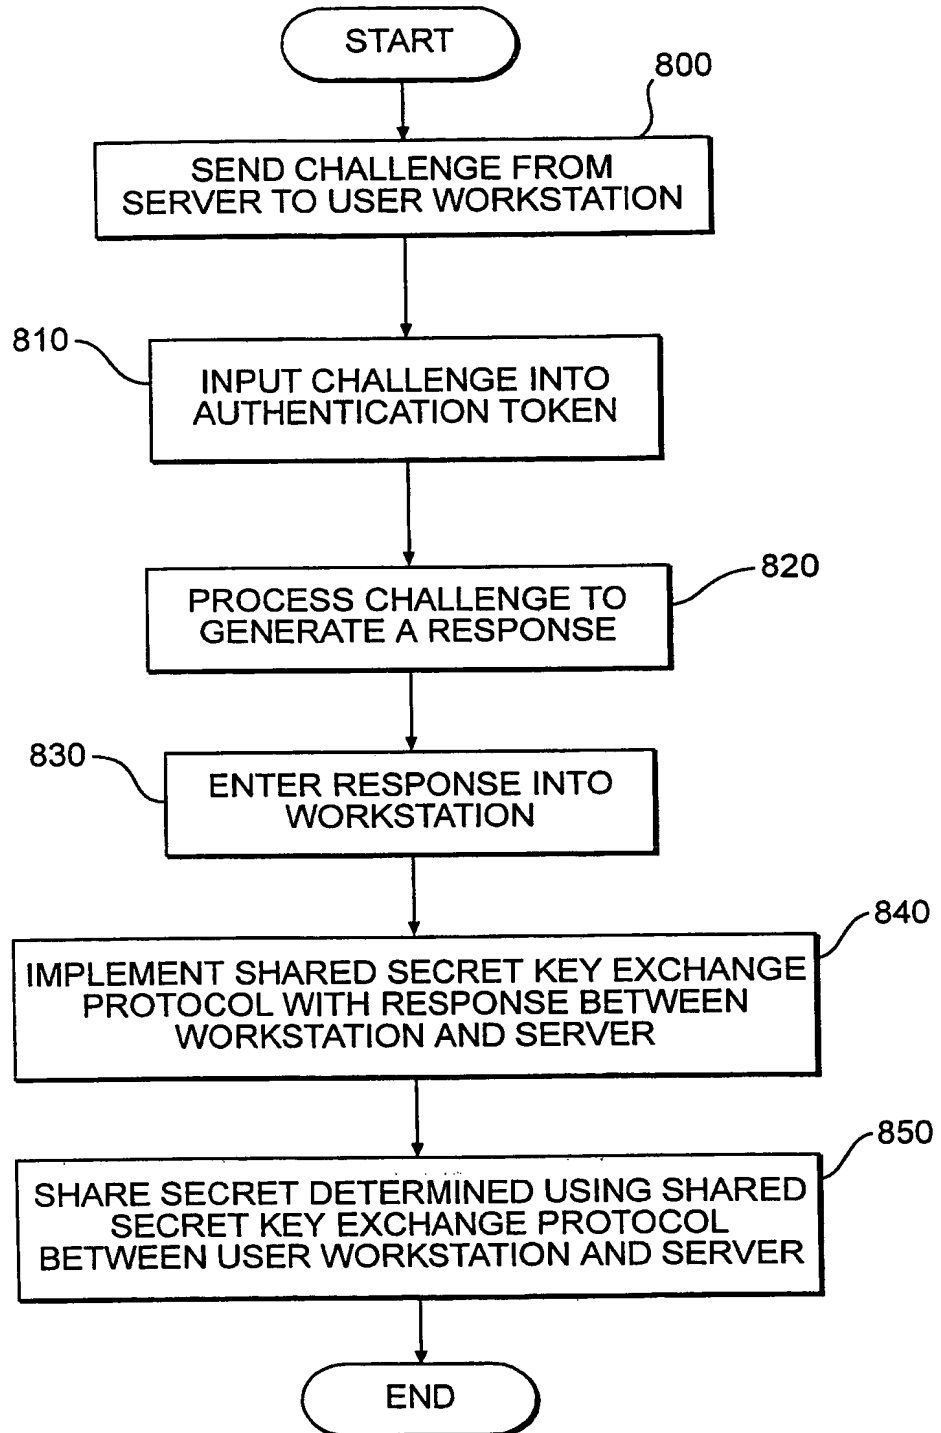 START
800
SEND CHALLENGE FROM
SERVER TO USER WORKSTATION
810
INPUT CHALLENGE INTO
AUTHENTICATION TOKEN
820
PROCESS CHALLENGE TO
GENERATE A RESPONSE
830
ENTER RESPONSE INTO
WORKSTATION
840
IMPLEMENT SHARED SECRET KEY EXCHANGE
PROTOCOL WITH RESPONSE BETWEEN
WORKSTATION AND SERVER
850
SHARE SECRET DETERMINED USING SHARED
SECRET KEY EXCHANGE PROTOCOL
BETWEEN USER WORKSTATION AND SERVER
END